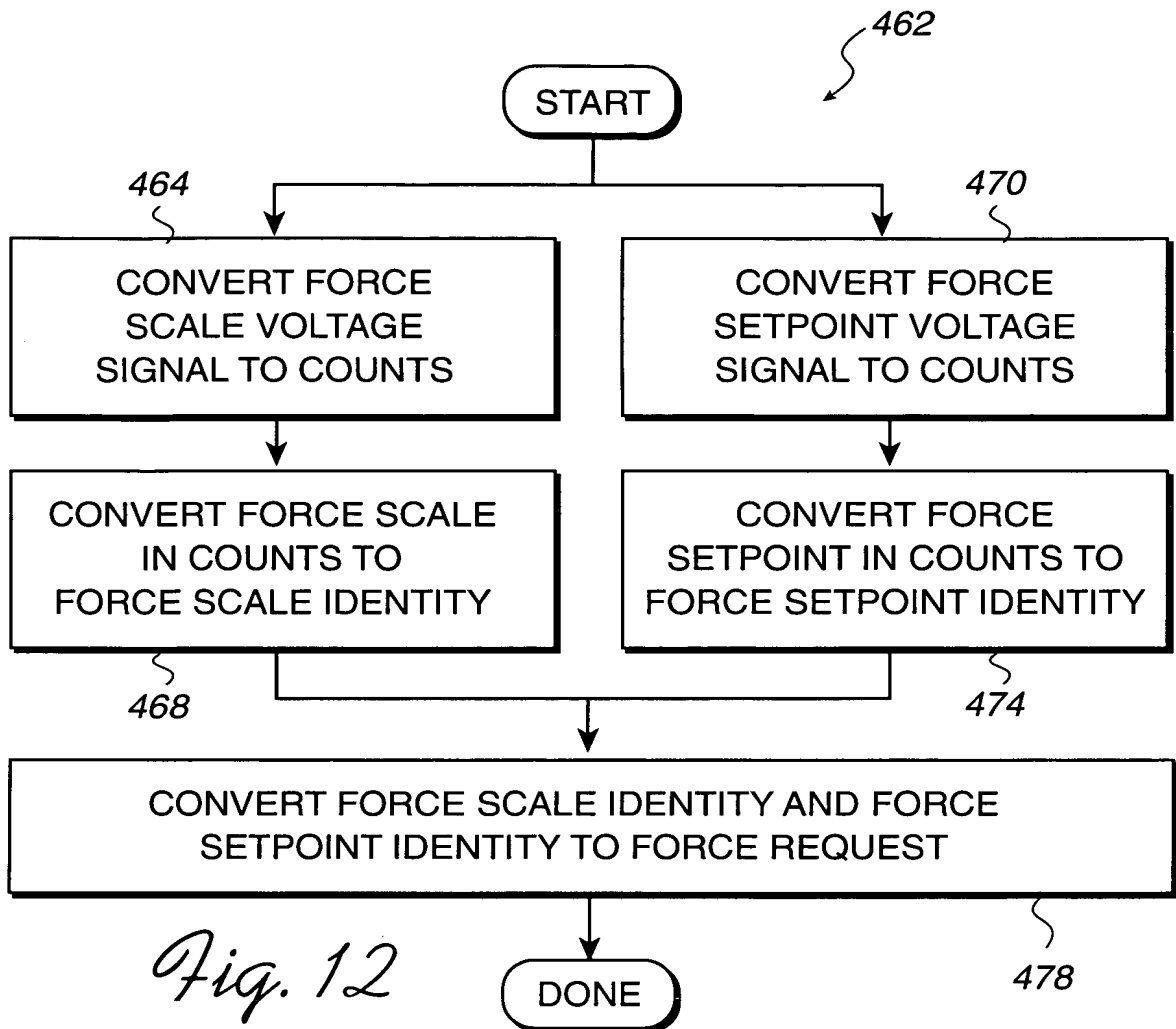 462
START
464
470
CONVERT FORCE
SCALE VOLTAGE
SIGNAL TO COUNTS
CONVERT FORCE
SETPOINT VOLTAGE
SIGNAL TO COUNTS
CONVERT FORCE SCALE
IN COUNTS TO
FORCE SCALE IDENTITY
CONVERT FORCE
SETPOINT IN COUNTS TO
FORCE SETPOINT IDENTITY
468
474
CONVERT FORCE SCALE IDENTITY AND FORCE
SETPOINT IDENTITY TO FORCE REQUEST
478
Fig. 12
DONE